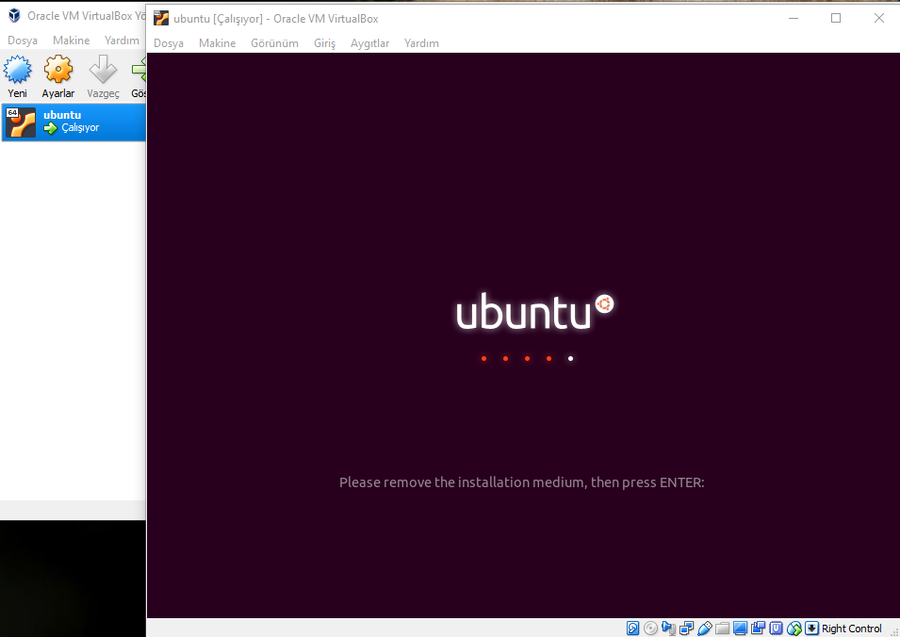 Oracle VM VirtualBox Yö
Dosya Makine Yardım
Yeni Ayarlar Vazgeç Gös
64
ubuntu
Çalışıyor
ubuntu [Çalışıyor] - Oracle VM VirtualBox
Dosya Makine Görünüm Giriş Aygıtlar Yardım
ubuntu
Please remove the installation medium, then press ENTER:
Right Control